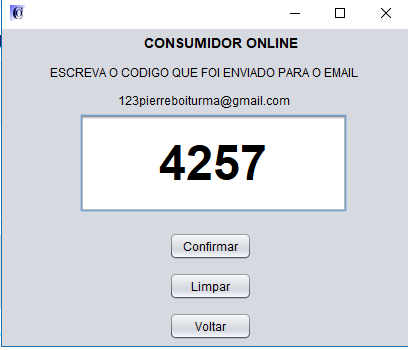 CONSUMIDOR ONLINE
ESCREVA O CODIGO QUE FOI ENVIADO PARA O EMAIL
123pierreboiturma@gmail.com
4257
Confirmar
Limpar
Voltar